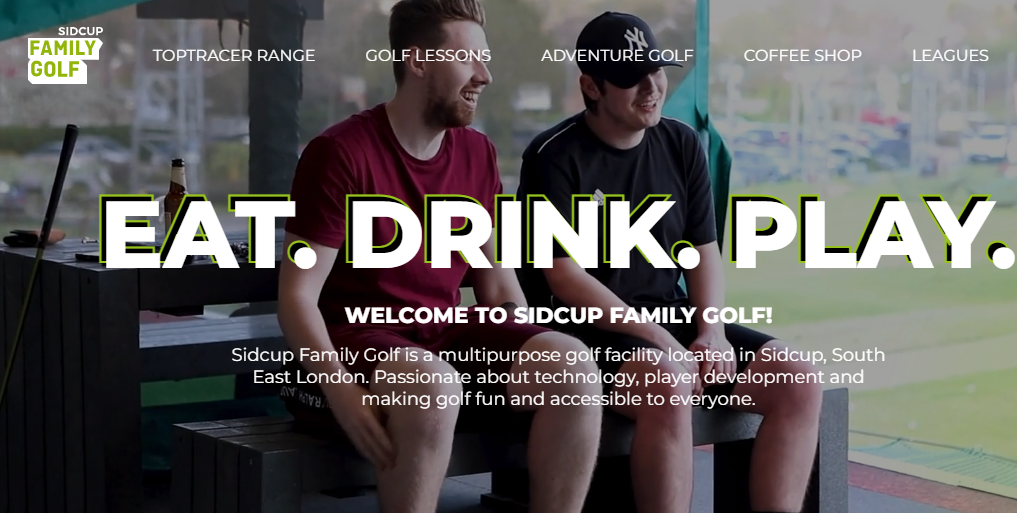 SIDCUP
FAMILY
GOLF
TOPTRACER RANGE
GOLF LESSONS
ADVENTURE GOLF
COFFEE SHOP
LEAGUES
NY
EAT. DRINK. PLAY.
WELCOME TO SIDCUP FAMILY GOLF!
Sidcup Family Golf is a multipurpose golf facility located in Sidcup, South
East London. Passionate about technology, player development and
making golf fun and accessible to everyone.